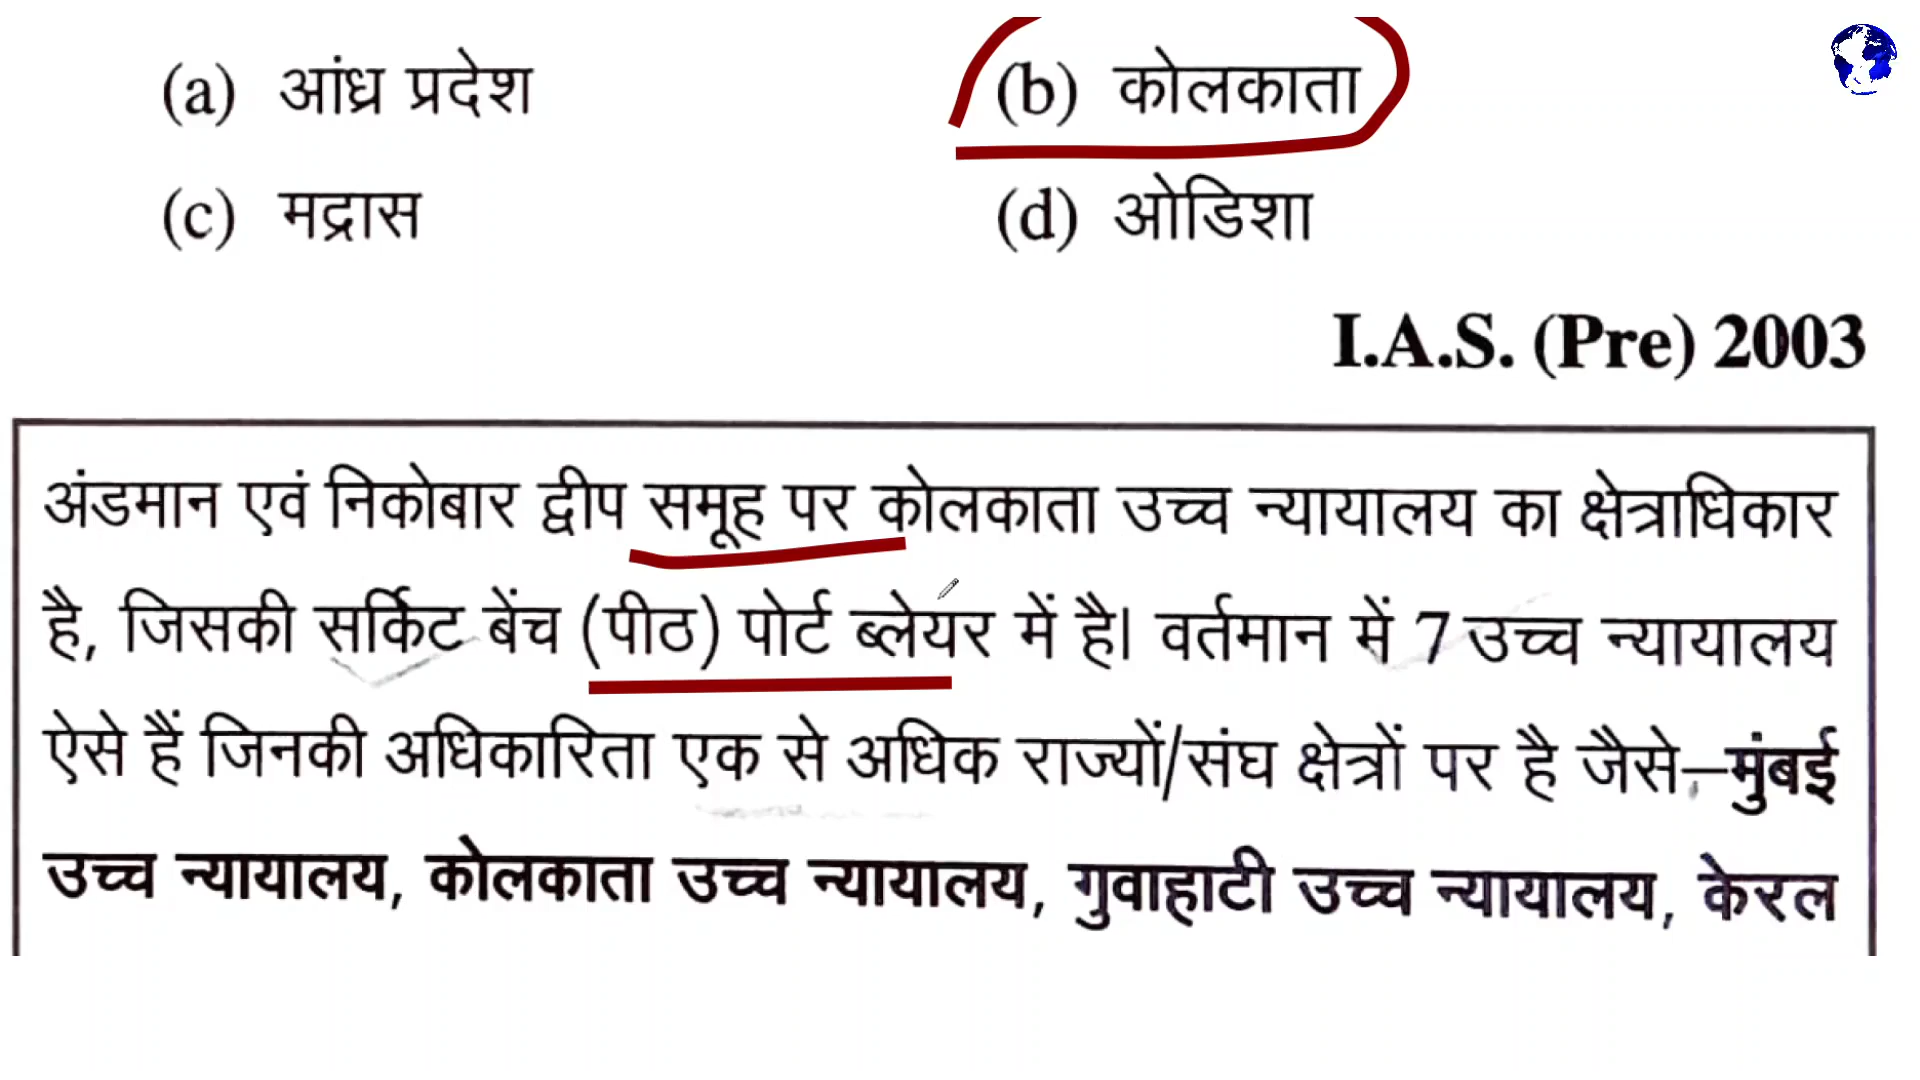 (a) आंध्र प्रदेश (b) कोलकाता
(c) मद्रास (d) ओडिशा
I.A.S. (Pre) 2003
अंडमान एवं निकोबार द्वीप समूह पर कोलकाता उच्च न्यायालय का क्षेत्राधिकार
है, जिसकी सर्किट बेंच (पीठ) पोर्ट ब्लेयर में है। वर्तमान में 7 उच्च न्यायालय
ऐसे हैं जिनकी अधिकारिता एक से अधिक राज्यों/संघ क्षेत्रों पर है जैसे–मुंबई
उच्च न्यायालय, कोलकाता उच्च न्यायालय, गुवाहाटी उच्च न्यायालय, केरल